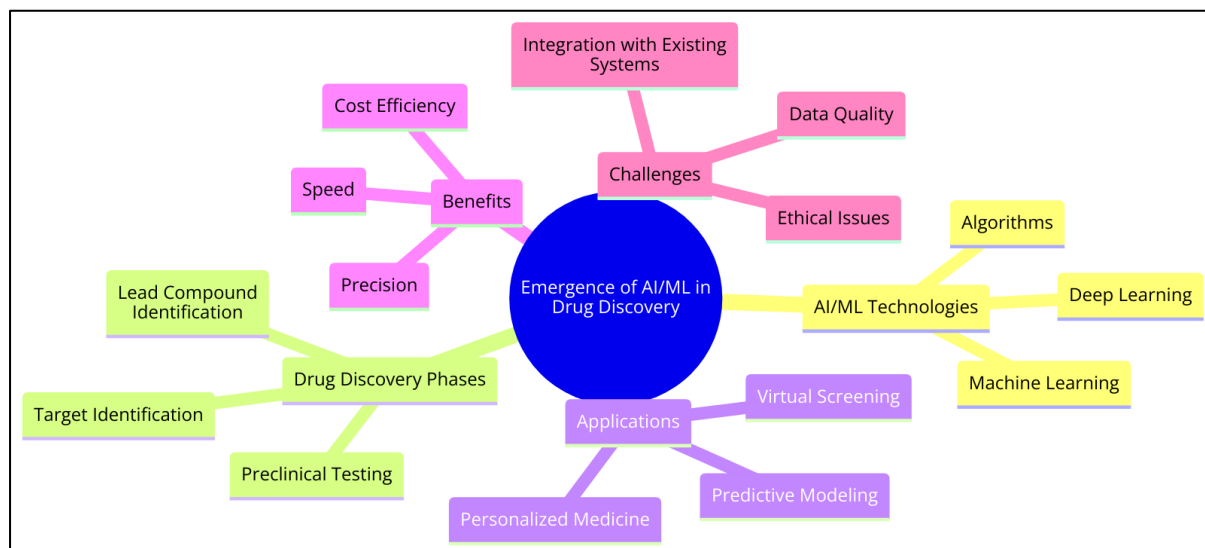 Integration with Existing
Systems
Cost Efficiency
Data Quality
Challenges
Speed
Benefits
Ethical Issues
Algorithms
Precision
Emergence of AI/ML in
Drug Discovery
Lead Compound
Identification
AI/ML Technologies
Deep Learning
Drug Discovery Phases
Machine Learning
Virtual Screening
Target Identification
Applications
Preclinical Testing
Predictive Modeling
Personalized Medicine